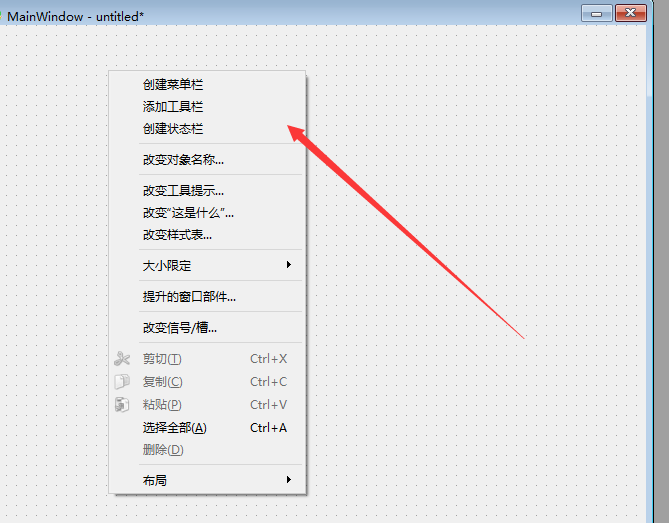 MainWindow - untitled*
创建菜单栏
添加工具栏
创建状态栏
改变对象名称...
改变工具提示...
改变“这是什么”...
改变样式表...
大小限定
提升的窗口部件...
改变信号/槽...
剪切(T) Ctrl+X
复制(C) Ctrl+C
粘贴(P) Ctrl+V
选择全部(A) Ctrl+A
删除(D)
布局